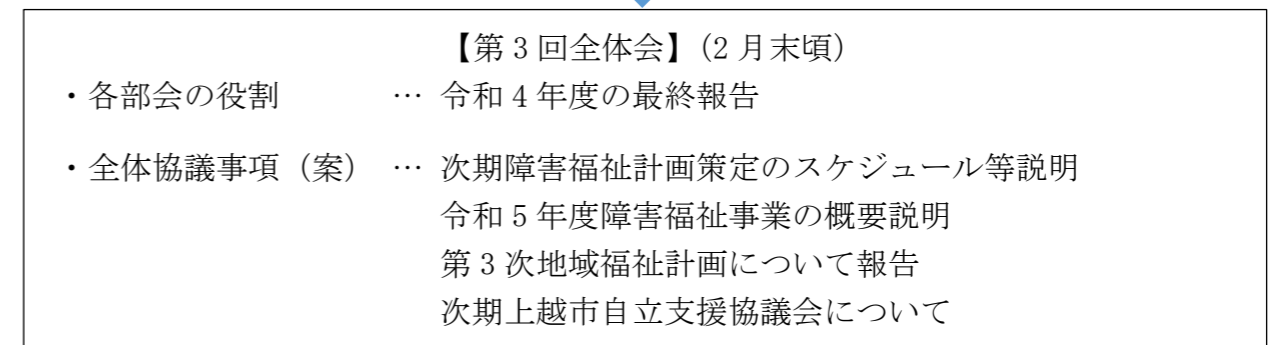 【第3回全体会】(2月末頃)
・各部会の役割 … 令和4年度の最終報告
・全体協議事項（案） … 次期障害福祉計画策定のスケジュール等説明
令和5年度障害福祉事業の概要説明
第3次地域福祉計画について報告
次期上越市自立支援協議会について